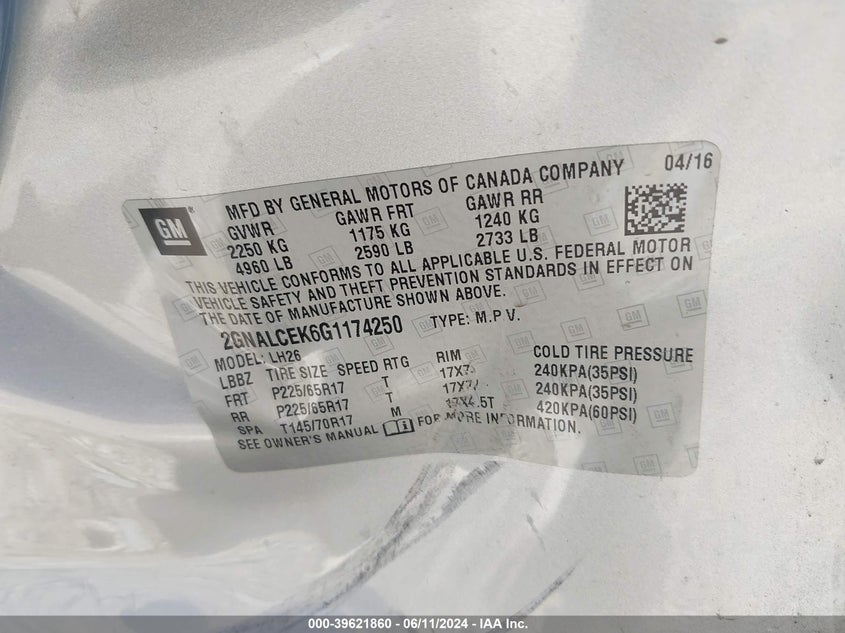 GM
MFD BY GENERAL MOTORS OF CANADA COMPANY 04/16
GVWR GAWR FRT GAWR RR
2250 KG 1175 KG 1240 KG
4960 LB 2590 LB 2733 LB
THIS VEHICLE CONFORMS TO ALL APPLICABLE U.S. FEDERAL MOTOR
VEHICLE SAFETY AND THEFT PREVENTION STANDARDS IN EFFECT ON
THE DATE OF MANUFACTURE SHOWN ABOVE.
2GNALCEK6G1174250 TYPE: M.P V.
MODEL: LH26
LBBZ TIRE SIZE SPEED RTG RIM COLD TIRE PRESSURE
FRT P225/65R17 T 17X7 240KPA(35PSI)
RR P225/65R17 T 17X7 240KPA(35PSI)
SPA T145/70R17 M 17X4.5T 420KPA(60PSI)
SEE OWNER'S MANUAL FOR MORE INFORMATION.
000-39621860 - 06/11/2024 - IAA Inc.